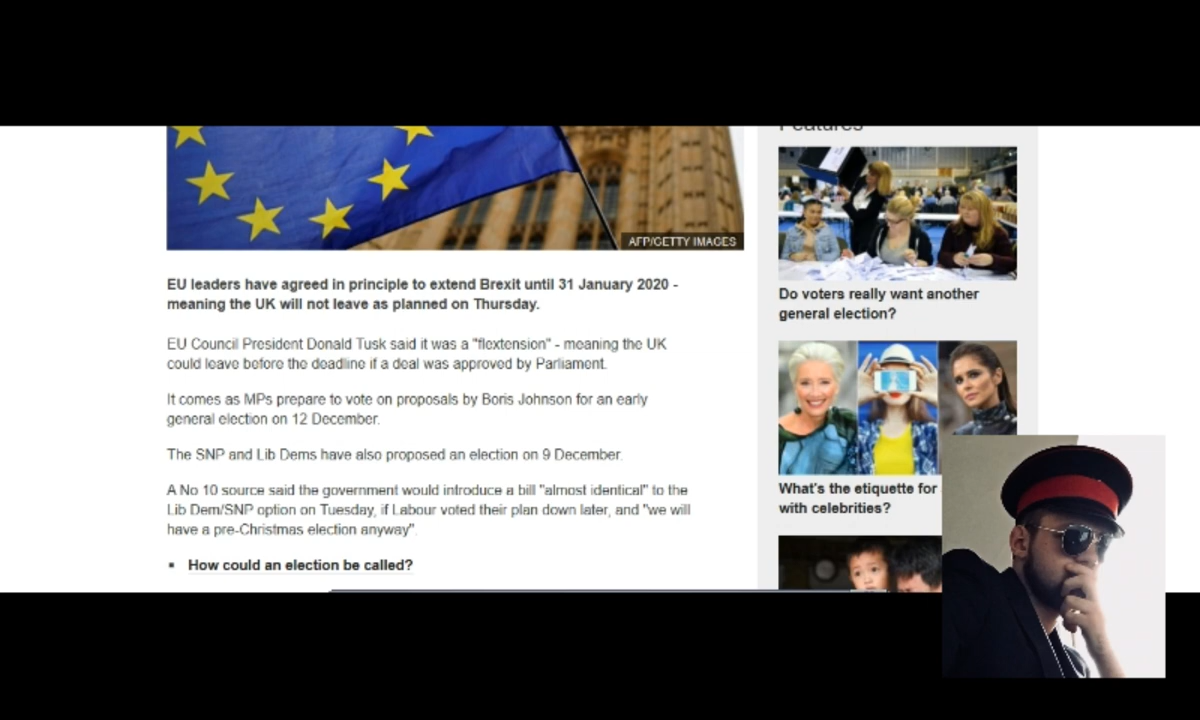 Features
AFP/GETTY IMAGES
EU leaders have agreed in principle to extend Brexit until 31 January 2020 -
meaning the UK will not leave as planned on Thursday.
EU Council President Donald Tusk said it was a "flextension" - meaning the UK
could leave before the deadline if a deal was approved by Parliament.
It comes as MPs prepare to vote on proposals by Boris Johnson for an early
general election on 12 December.
The SNP and Lib Dems have also proposed an election on 9 December.
A No 10 source said the government would introduce a bill "almost identical" to the
Lib Dem/SNP option on Tuesday, if Labour voted their plan down later, and "we will
have a pre-Christmas election anyway".
▪ How could an election be called?
Do voters really want another
general election?
What's the etiquette for
with celebrities?